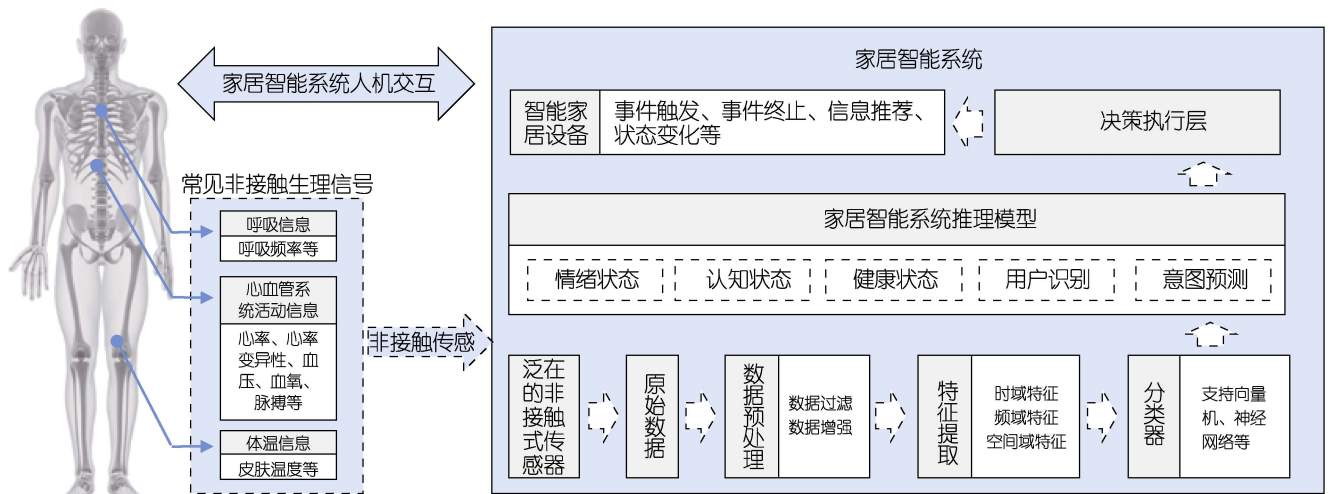 家居智能系统人机交互
常见非接触生理信号
呼吸信息
呼吸频率等
心血管系
统活动信息
心率、心率
变异性、血
压、血氧、
脉搏等
体温信息
皮肤温度等
非接触传感
家居智能系统
智能家
居设备
事件触发、事件终止、信息推荐、
状态变化等
决策执行层
家居智能系统推理模型
情绪状态
认知状态
健康状态
用户识别
意图预测
泛在
的非
接触
式传
感器
原始数据
数据预处理
数据过滤
数据增强
特征提取
时域特征
频域特征
空间域特征
分类器
支持向量
机、神经
网络等